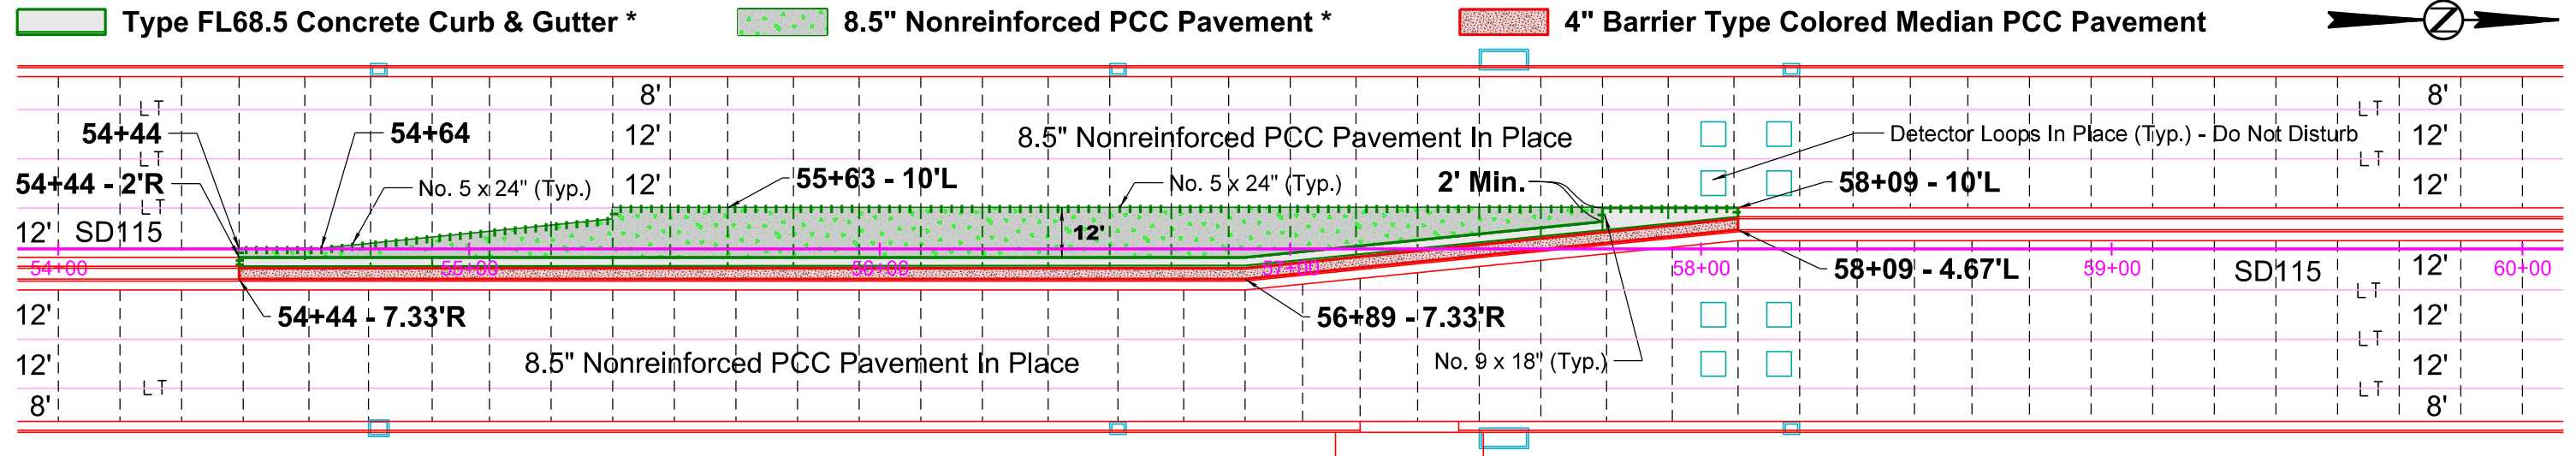 Type FL68.5 Concrete Curb & Gutter *
8.5" Nonreinforced PCC Pavement *
4" Barrier Type Colored Median PCC Pavement
Z
8'
8'
LT
LT
54+44
54+64
12'
8.5" Nonreinforced PCC Pavement In Place
Detector Loops In Place (Typ.) - Do Not Disturb
12'
LT
LT
54+44 - 2'R
No. 5 x 24" (Typ.)
12'
55+63 - 10'L
No. 5 x 24" (Typ.)
2' Min.
58+09 - 10'L
12'
LT
12'
SD115
12'
54+00
55+00
56+00
57+00
58+00
58+09 - 4.67'L
59+00
SD115
12'
60+00
LT
12'
54+44 - 7.33'R
56+89 - 7.33'R
12'
LT
12'
8.5" Nonreinforced PCC Pavement In Place
No. 9 x 18" (Typ.)
12'
LT
LT
8'
8'